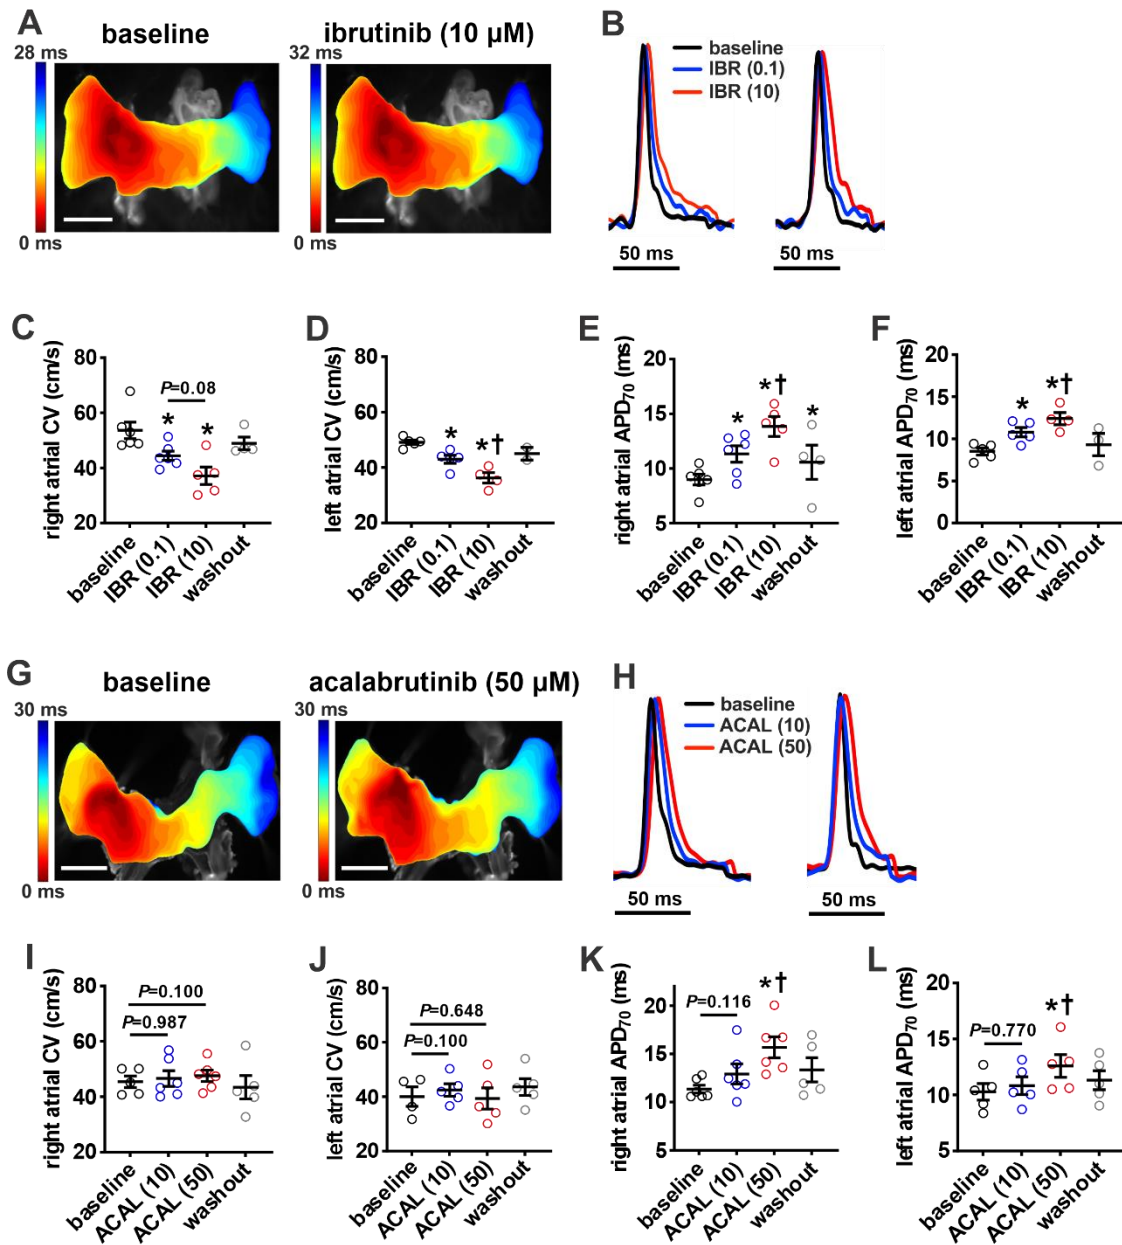 A
baseline
ibrutinib (10 µM)
28 ms
0 ms
32 ms
0 ms
B
baseline
IBR (0.1)
IBR (10)
50 ms
50 ms
C
right atrial CV (cm/s)
80
60
40
20
P=0.08
*
*
baseline
IBR (0.1)
IBR (10)
washout
D
left atrial CV (cm/s)
80
60
40
20
*
*†
baseline
IBR (0.1)
IBR (10)
washout
E
right atrial APD70 (ms)
20
15
10
5
*
*†
*
baseline
IBR (0.1)
IBR (10)
washout
F
left atrial APD70 (ms)
20
15
10
5
0
*
*†
baseline
IBR (0.1)
IBR (10)
washout
G
baseline
acalabrutinib (50 µM)
30 ms
0 ms
30 ms
0 ms
H
baseline
ACAL (10)
ACAL (50)
50 ms
50 ms
I
right atrial CV (cm/s)
80
60
40
20
P=0.100
P=0.987
baseline
ACAL (10)
ACAL (50)
washout
J
left atrial CV (cm/s)
80
60
40
20
P=0.648
P=0.100
baseline
ACAL (10)
ACAL (50)
washout
K
right atrial APD70 (ms)
20
15
10
5
P=0.116
*†
baseline
ACAL (10)
ACAL (50)
washout
L
left atrial APD70 (ms)
20
15
10
5
P=0.770
*†
baseline
ACAL (10)
ACAL (50)
washout